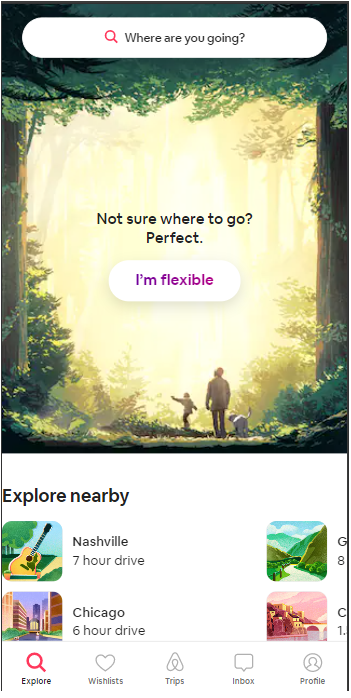 Where are you going?
Not sure where to go?
Perfect.
I'm flexible
Explore nearby
Nashville
7 hour drive
G
8
Chicago
6 hour drive
C
1.
Explore
Wishlists
Trips
Inbox
Profile